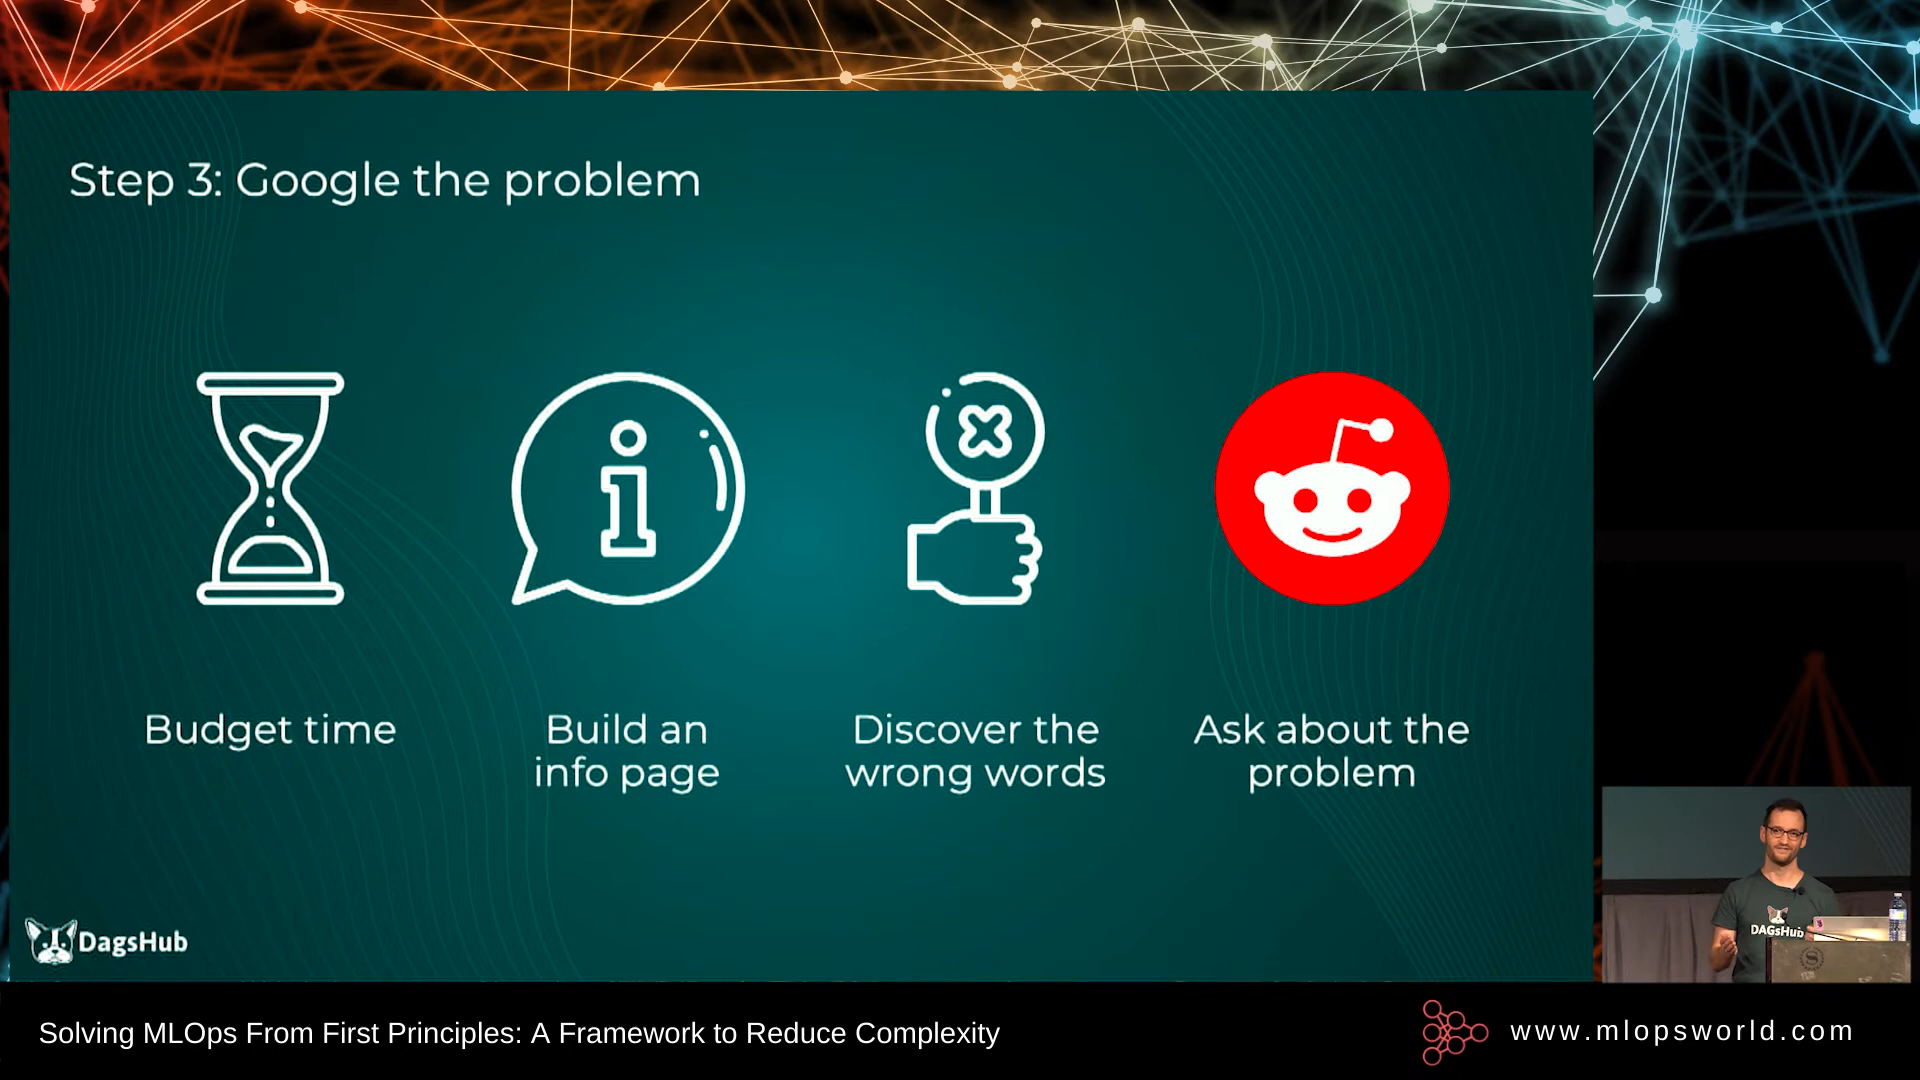 Step 3: Google the problem
Budget time
Build an
info page
Discover the
wrong words
Ask about the
problem
DagsHub
DAGsHub
Solving MLOps From First Principles: A Framework to Reduce Complexity
www.mlopsworld.com